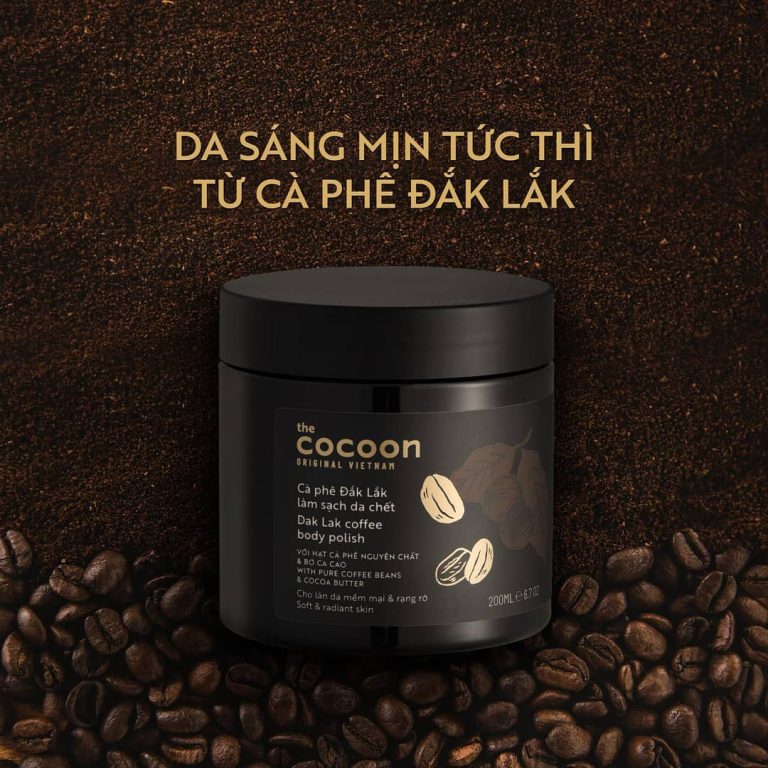 DA SÁNG MỊN TỨC THÌ
TỪ CÀ PHÊ ĐẮK LẮK
the
cocoon
ORIGINAL VIETNAM
Cà phê Đắk Lắk
làm sạch da chết
Dak Lak coffee
body polish
VỚI HẠT CÀ PHÊ NGUYÊN CHẤT
& BƠ CA CAO
WITH PURE COFFEE BEANS
& COCOA BUTTER
Cho làn da mềm mại & rạng rỡ
Soft & radiant skin
200ML ℮ 6.7 OZ